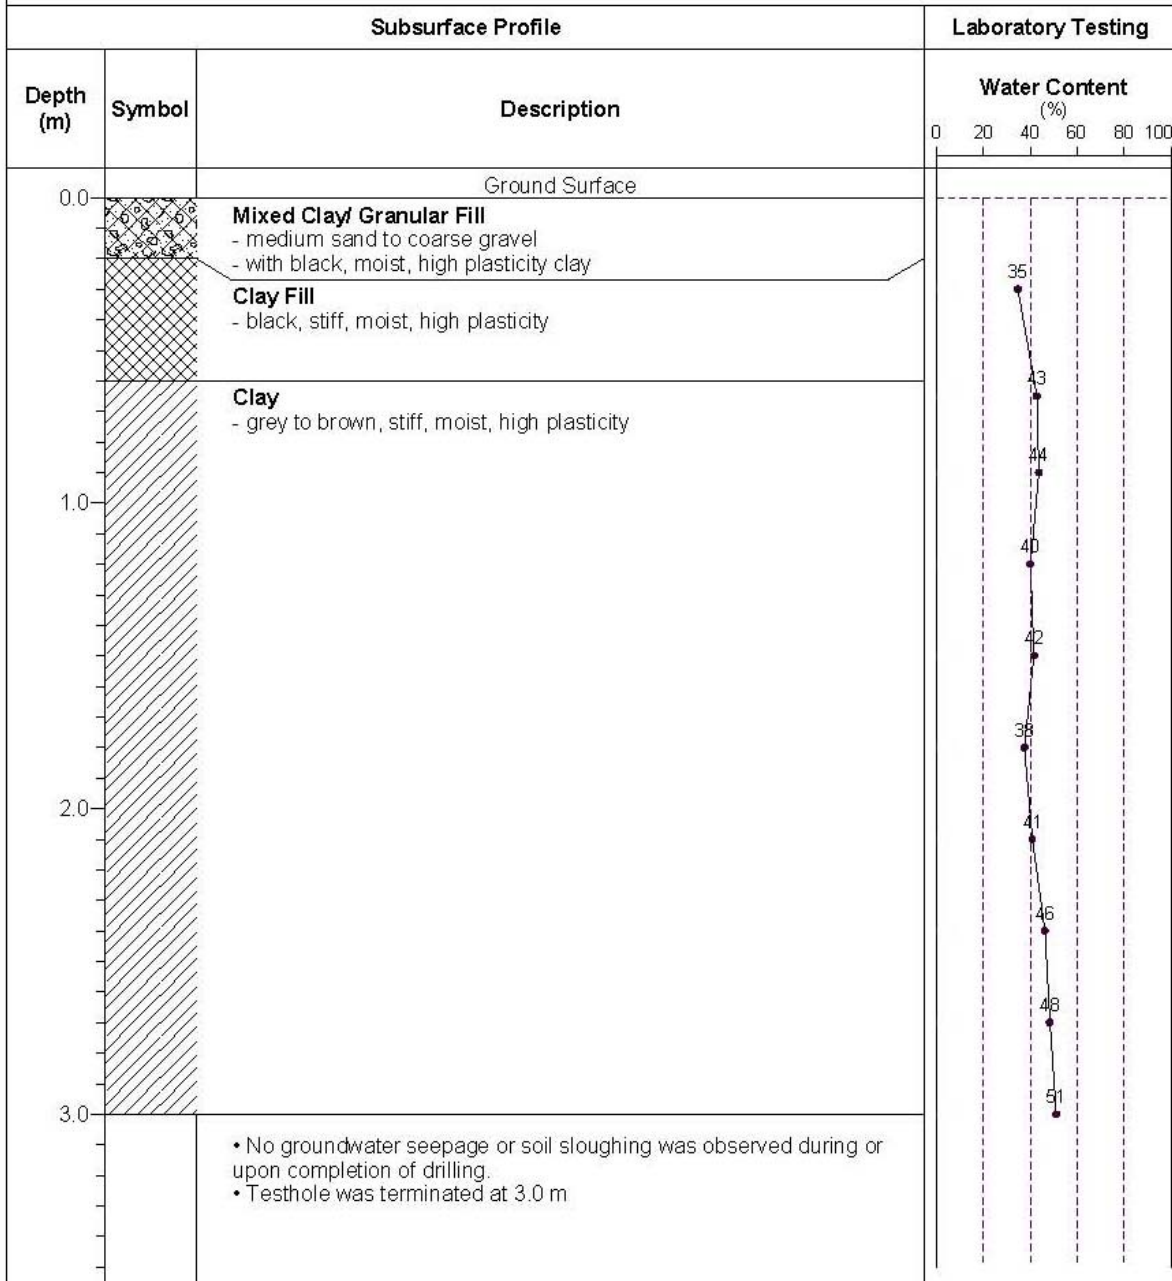 Subsurface Profile
Laboratory Testing
Depth
(m)
Symbol
Description
Water Content
(%)
0 20 40 60 80 100
Ground Surface
0.0
Mixed Clay/ Granular Fill
- medium sand to coarse gravel
- with black, moist, high plasticity clay
35
Clay Fill
- black, stiff, moist, high plasticity
43
Clay
- grey to brown, stiff, moist, high plasticity
44
1.0
40
42
38
2.0
41
46
48
51
3.0
• No groundwater seepage or soil sloughing was observed during or
upon completion of drilling.
• Testhole was terminated at 3.0 m